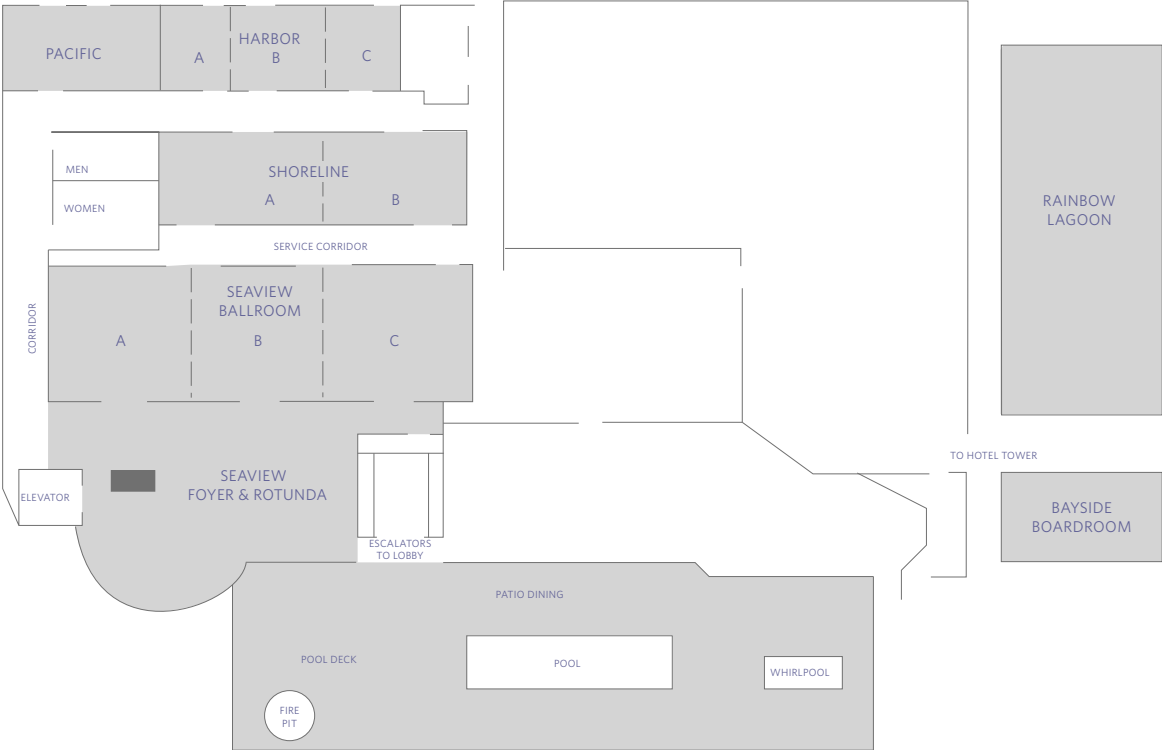 PACIFIC
HARBOR
A
B
C
MEN
WOMEN
SHORELINE
A
B
RAINBOW
LAGOON
SERVICE CORRIDOR
CORRIDOR
SEAVIEW
BALLROOM
A
B
C
TO HOTEL TOWER
ELEVATOR
SEAVIEW
FOYER & ROTUNDA
BAYSIDE
BOARDROOM
ESCALATORS
TO LOBBY
PATIO DINING
POOL DECK
POOL
WHIRLPOOL
FIRE
PIT